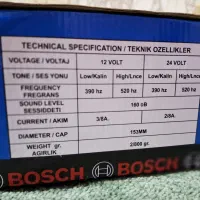 TECHNICAL SPECIFICATION / TEKNIK OZELLIKLER
VOLTAGE / VOLTAJ 12 VOLT 24 VOLT
TONE / SES YONU Low/Kalin High/Ince Low/Kalin High/Ince
FREQUENCY FREGRANS 390 hz 520 hz 390 hz 520 hz
SOUND LEVEL SESSIDDETI 180 dB
CURRENT / AKIM 3/8A. 2/8A.
DIAMETER / CAP 153MM
WEIGHT gr. AGIRLIK 2/800 gr.
BOSCH BOSCH